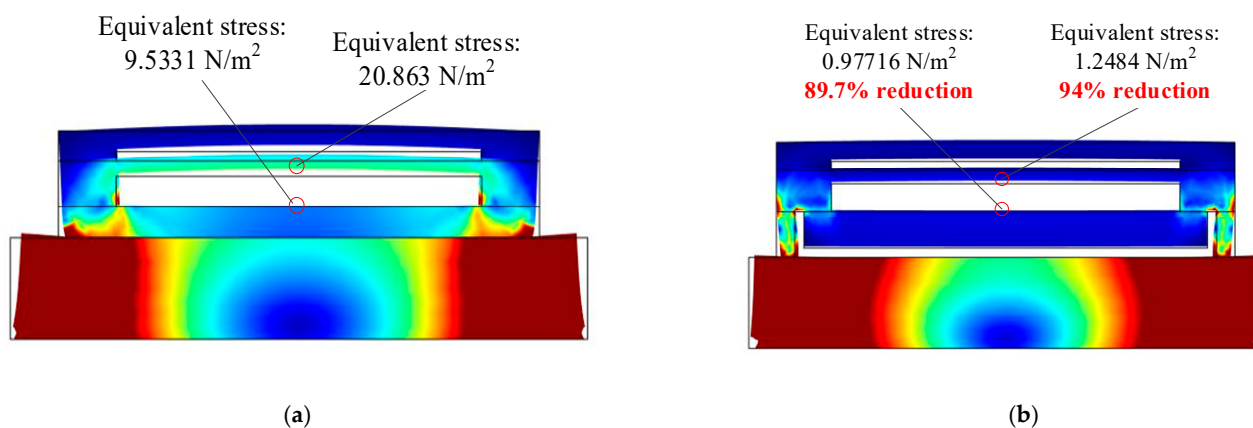 Equivalent stress:
9.5331 N/m²
Equivalent stress:
20.863 N/m²
Equivalent stress:
0.97716 N/m²
89.7% reduction
Equivalent stress:
1.2484 N/m²
94% reduction
(a)
(b)